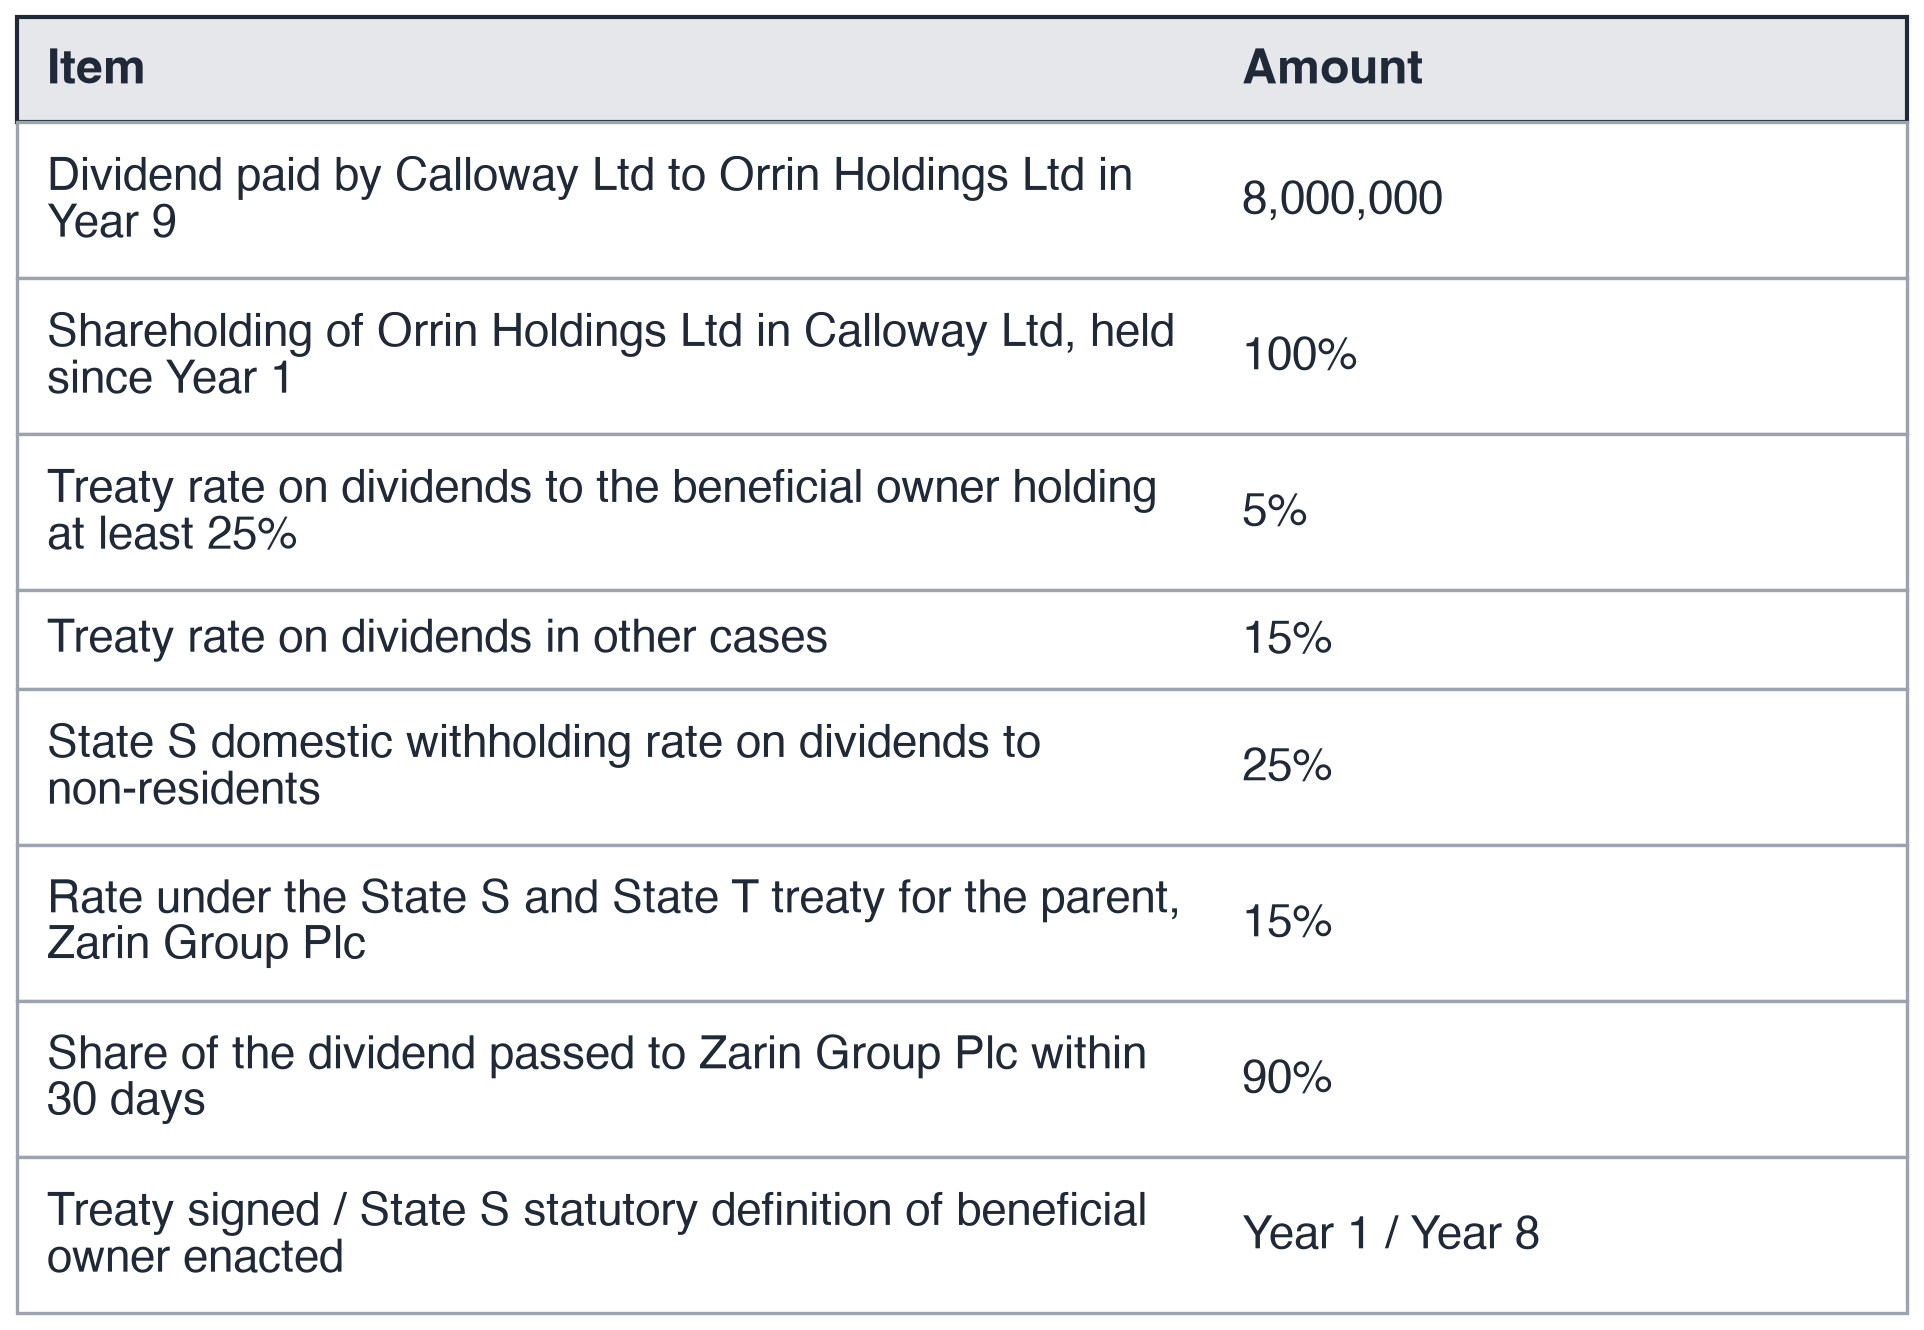 Item Amount
Dividend paid by Calloway Ltd to Orrin Holdings Ltd in
Year 9
8,000,000
Shareholding of Orrin Holdings Ltd in Calloway Ltd, held
since Year 1
100%
Treaty rate on dividends to the beneficial owner holding
at least 25%
5%
Treaty rate on dividends in other cases 15%
State S domestic withholding rate on dividends to
non-residents
25%
Rate under the State S and State T treaty for the parent,
Zarin Group Plc
15%
Share of the dividend passed to Zarin Group Plc within
30 days
90%
Treaty signed / State S statutory definition of beneficial
owner enacted
Year 1 / Year 8